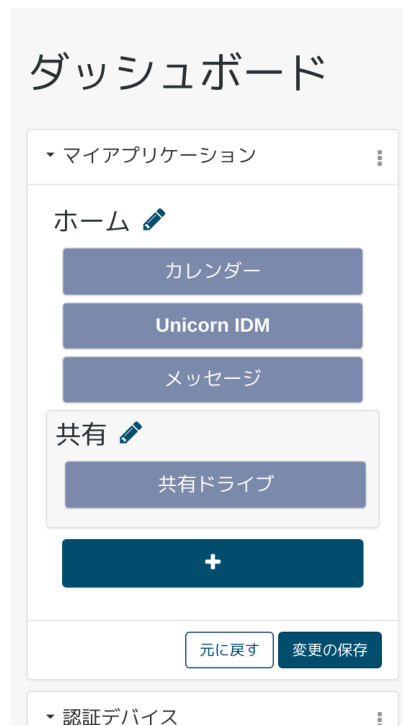 ダッシュボード
マイアプリケーション
ホーム
カレンダー
Unicorn IDM
メッセージ
共有
共有ドライブ
+
元に戻す 変更の保存
認証デバイス